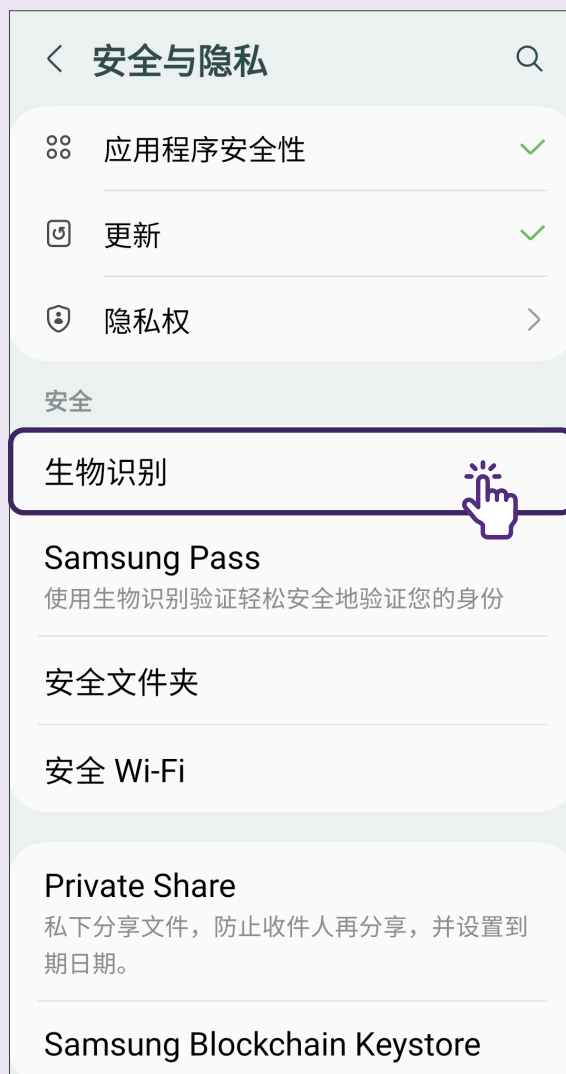 安全与隐私
应用程序安全性
更新
隐私权
安全
生物识别
Samsung Pass
使用生物识别验证轻松安全地验证您的身份
安全文件夹
安全 Wi-Fi
Private Share
私下分享文件，防止收件人再分享，并设置到
期日期。
Samsung Blockchain Keystore